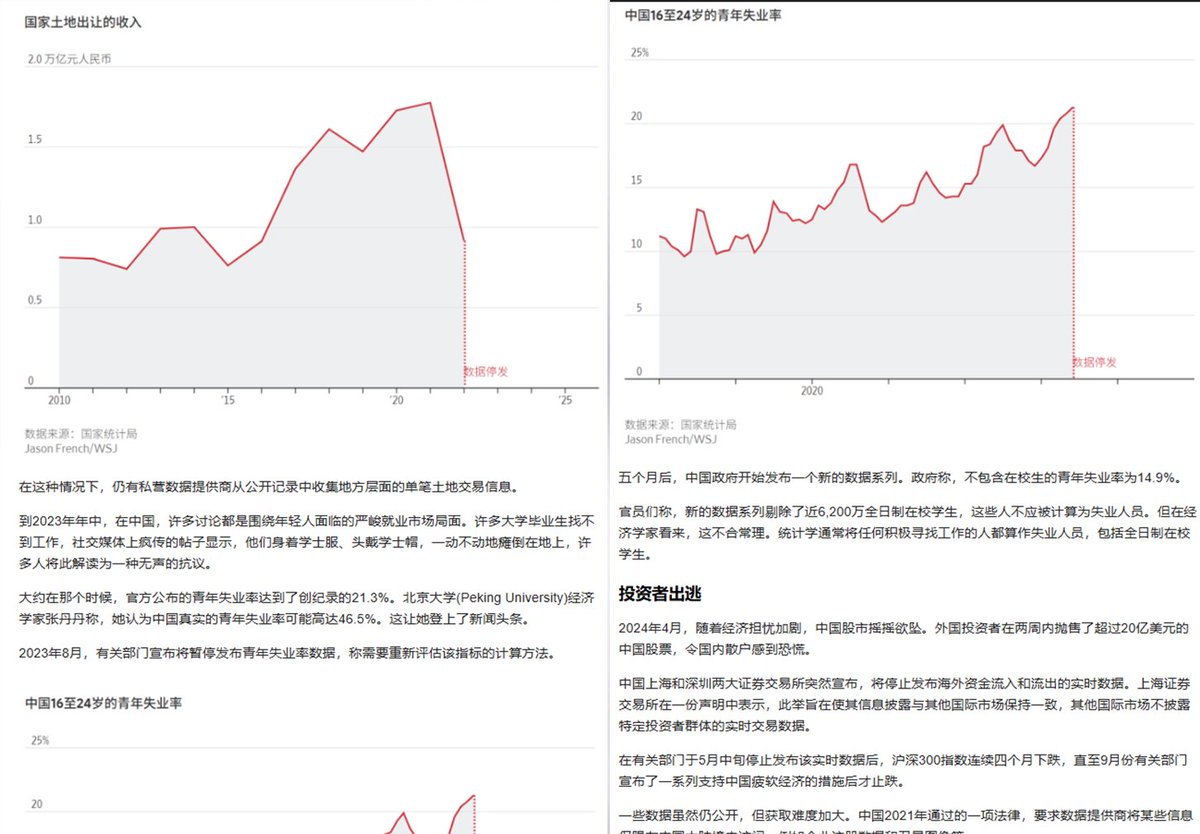 国家土地出让的收入
2.0 万亿元人民币
1.5
1.0
0.5
0
数据停发
2010
'15
'20
'25
数据来源：国家统计局
Jason French/WSJ
在这种情况下，仍有私营数据提供商从公开记录中收集地方层面的单笔土地交易信息。
到2023年年中，在中国，许多讨论都是围绕年轻人面临的严峻就业市场局面。许多大学毕业生找不
到工作，社交媒体上疯传的帖子显示，他们身着学士服、头戴学士帽，一动不动地瘫倒在地上，许
多人将此解读为一种无声的抗议。
大约在那个时候，官方公布的青年失业率达到了创纪录的21.3%。北京大学(Peking University)经济
学家张丹丹称，她认为中国真实的青年失业率可能高达46.5%。这让她登上了新闻头条。
2023年8月，有关部门宣布将暂停发布青年失业率数据，称需要重新评估该指标的计算方法。
中国16至24岁的青年失业率
25%
20
中国16至24岁的青年失业率
25%
20
15
10
5
0
数据停发
2020
数据来源：国家统计局
Jason French/WSJ
五个月后，中国政府开始发布一个新的数据系列。政府称，不包含在校生的青年失业率为14.9%。
官员们称，新的数据系列剔除了近6,200万全日制在校学生，这些人不应被计算为失业人员。但在经
济学家看来，这不合常理。统计学通常将任何积极寻找工作的人都算作失业人员，包括全日制在校
学生。
投资者出逃
2024年4月，随着经济担忧加剧，中国股市摇摇欲坠。外国投资者在两周内抛售了超过20亿美元的
中国股票，令国内散户感到恐慌。
中国上海和深圳两大证券交易所突然宣布，将停止发布海外资金流入和流出的实时数据。上海证券
交易所在一份声明中表示，此举旨在使其信息披露与其他国际市场保持一致，其他国际市场不披露
特定投资者群体的实时交易数据。
在有关部门于5月中旬停止发布该实时数据后，沪深300指数连续四个月下跌，直至9月份有关部门
宣布了一系列支持中国疲软经济的措施后才止跌。
一些数据虽然仍公开，但获取难度加大。中国2021年通过的一项法律，要求数据提供商将某些信息